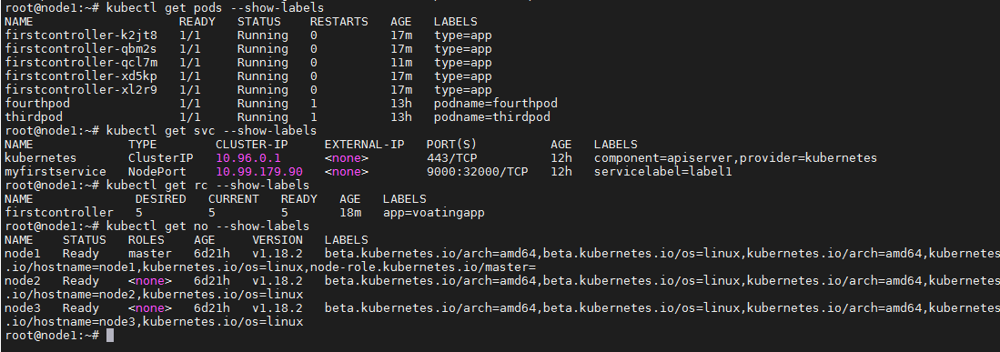 root@node1:~# kubectl get pods --show-labels
NAME                    READY   STATUS    RESTARTS   AGE   LABELS
firstcontroller-k2jt8   1/1     Running   0          17m   type=app
firstcontroller-qbm2s   1/1     Running   0          17m   type=app
firstcontroller-qcl7m   1/1     Running   0          11m   type=app
firstcontroller-xd5kp   1/1     Running   0          17m   type=app
firstcontroller-xl2r9   1/1     Running   0          17m   type=app
fourthpod               1/1     Running   1          13h   podname=fourthpod
thirdpod                1/1     Running   1          13h   podname=thirdpod
root@node1:~# kubectl get svc --show-labels
NAME             TYPE        CLUSTER-IP     EXTERNAL-IP   PORT(S)          AGE   LABELS
kubernetes       ClusterIP   10.96.0.1      <none>        443/TCP          12h   component=apiserver,provider=kubernetes
myfirstservice   NodePort    10.99.179.90   <none>        9000:32000/TCP   12h   servicelabel=label1
root@node1:~# kubectl get rc --show-labels
NAME              DESIRED   CURRENT   READY   AGE   LABELS
firstcontroller   5         5         5       18m   app=voatingapp
root@node1:~# kubectl get no --show-labels
NAME    STATUS   ROLES    AGE     VERSION   LABELS
node1   Ready    master   6d21h   v1.18.2   beta.kubernetes.io/arch=amd64,beta.kubernetes.io/os=linux,kubernetes.io/arch=amd64,kubernetes
.io/hostname=node1,kubernetes.io/os=linux,node-role.kubernetes.io/master=
node2   Ready    <none>   6d21h   v1.18.2   beta.kubernetes.io/arch=amd64,beta.kubernetes.io/os=linux,kubernetes.io/arch=amd64,kubernetes
.io/hostname=node2,kubernetes.io/os=linux
node3   Ready    <none>   6d21h   v1.18.2   beta.kubernetes.io/arch=amd64,beta.kubernetes.io/os=linux,kubernetes.io/arch=amd64,kubernetes
.io/hostname=node3,kubernetes.io/os=linux
root@node1:~#